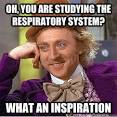 OH, YOU ARE STUDYING THE
RESPIRATORY SYSTEM?
WHAT AN INSPIRATION